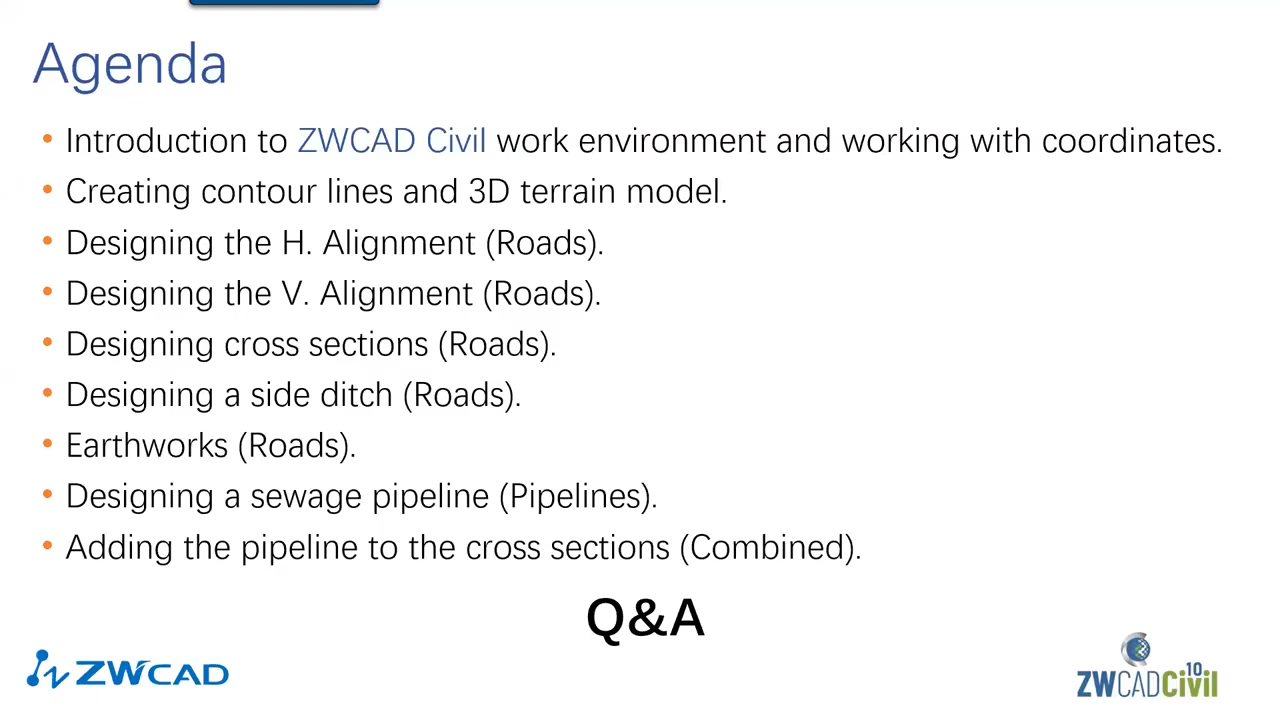 Agenda
• Introduction to ZWCAD Civil work environment and working with coordinates.
• Creating contour lines and 3D terrain model.
• Designing the H. Alignment (Roads).
• Designing the V. Alignment (Roads).
• Designing cross sections (Roads).
• Designing a side ditch (Roads).
• Earthworks (Roads).
• Designing a sewage pipeline (Pipelines).
• Adding the pipeline to the cross sections (Combined).
Q&A
ZWCAD
ZWCADCivil 10